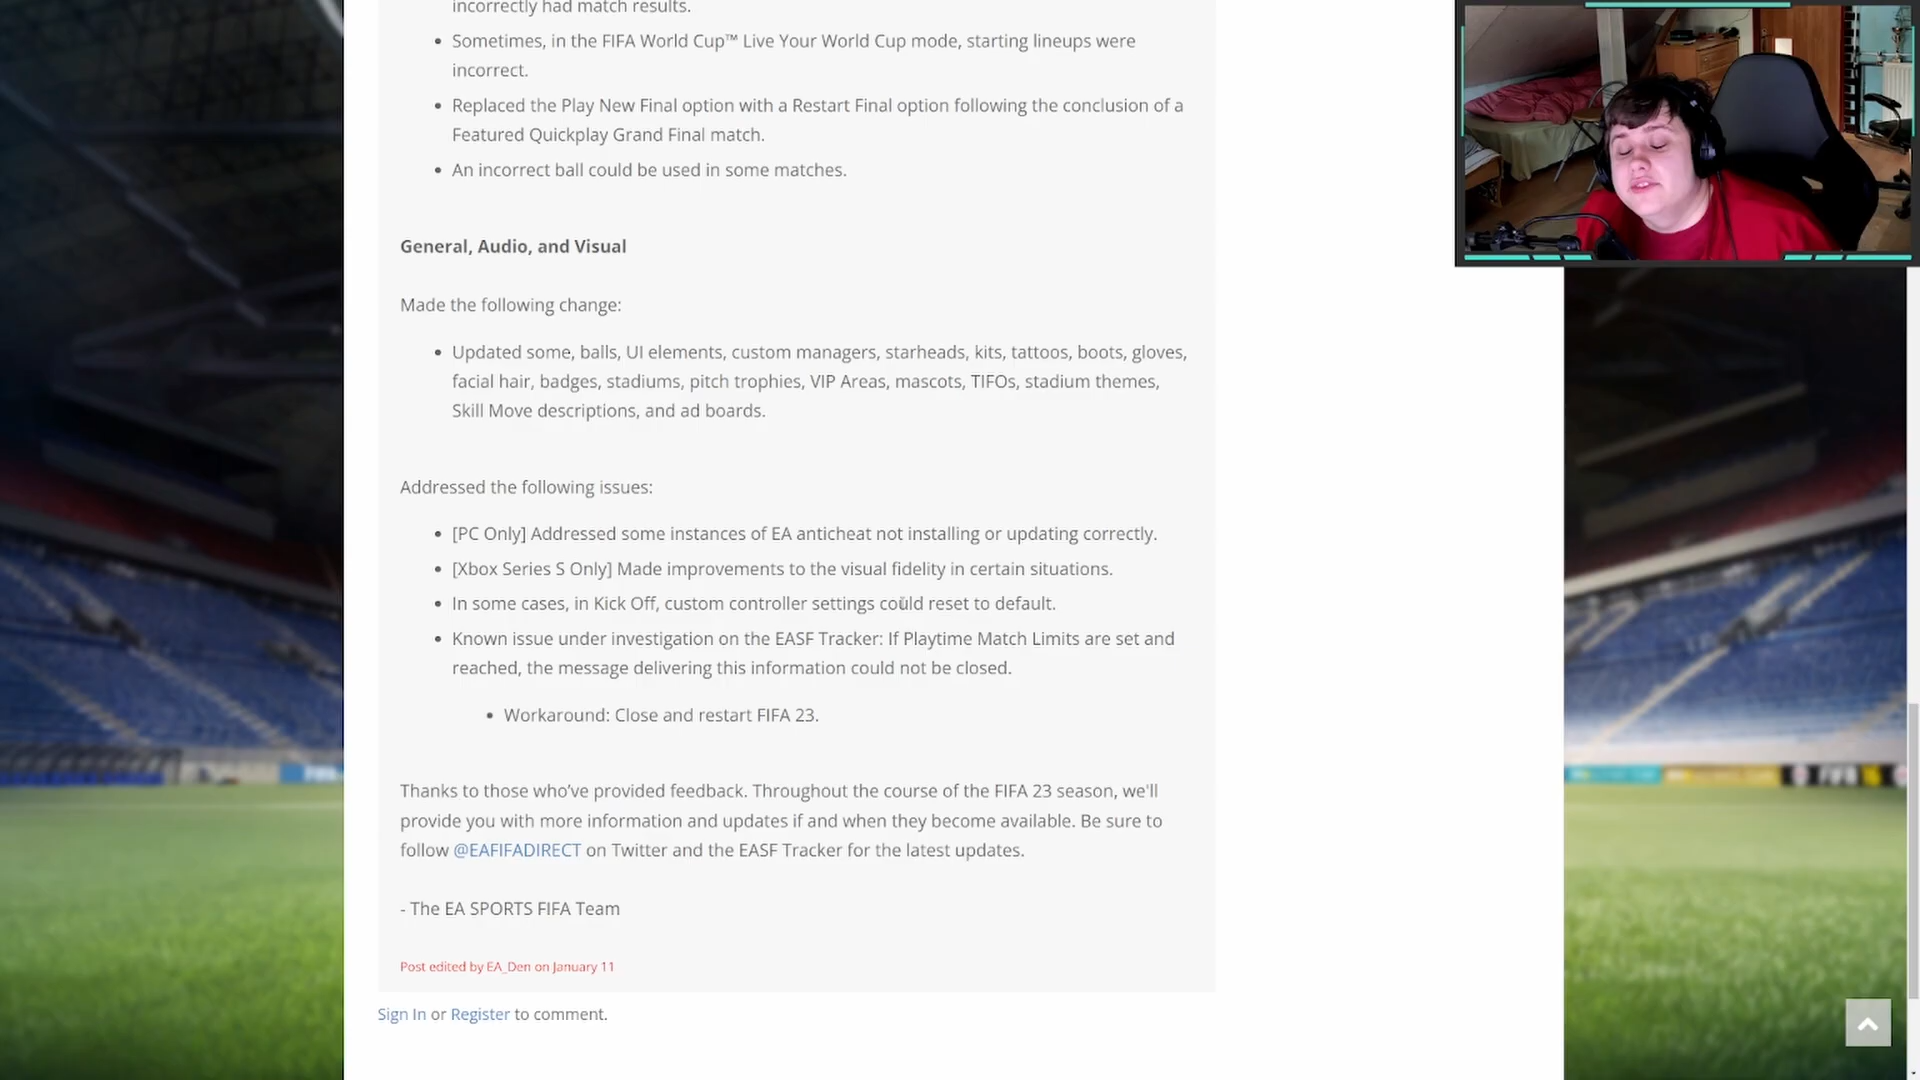 incorrectly had match results.
• Sometimes, in the FIFA World Cup™ Live Your World Cup mode, starting lineups were
incorrect.
• Replaced the Play New Final option with a Restart Final option following the conclusion of a
Featured Quickplay Grand Final match.
• An incorrect ball could be used in some matches.
General, Audio, and Visual
Made the following change:
• Updated some, balls, UI elements, custom managers, starheads, kits, tattoos, boots, gloves,
facial hair, badges, stadiums, pitch trophies, VIP Areas, mascots, TIFOs, stadium themes,
Skill Move descriptions, and ad boards.
Addressed the following issues:
• [PC Only] Addressed some instances of EA anticheat not installing or updating correctly.
• [Xbox Series S Only] Made improvements to the visual fidelity in certain situations.
• In some cases, in Kick Off, custom controller settings could reset to default.
• Known issue under investigation on the EASF Tracker: If Playtime Match Limits are set and
reached, the message delivering this information could not be closed.
• Workaround: Close and restart FIFA 23.
Thanks to those who’ve provided feedback. Throughout the course of the FIFA 23 season, we'll
provide you with more information and updates if and when they become available. Be sure to
follow @EAFIFADIRECT on Twitter and the EASF Tracker for the latest updates.
- The EA SPORTS FIFA Team
Post edited by EA_Den on January 11
Sign In or Register to comment.